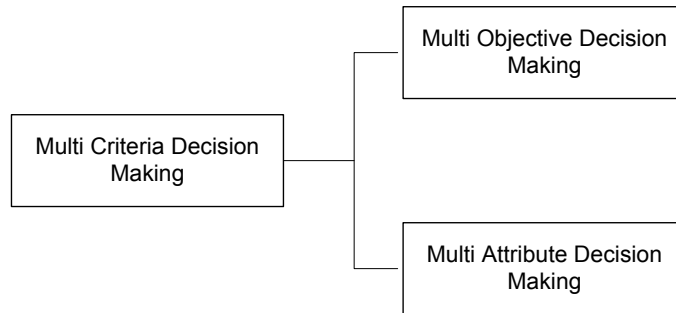 Multi Objective Decision
Making
Multi Criteria Decision
Making
Multi Attribute Decision
Making